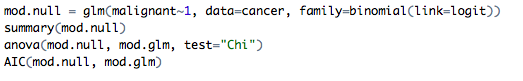 mod.null = glm(malignant~1, data=cancer, family=binomial(link=logit))
summary(mod.null)
anova(mod.null, mod.glm, test="Chi")
AIC(mod.null, mod.glm)